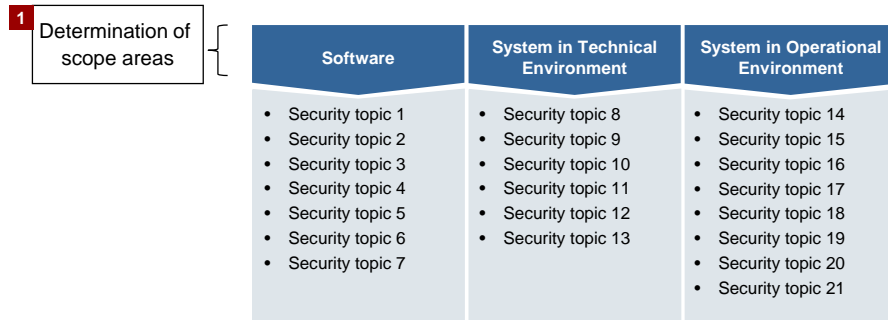 1
Determination of
scope areas
Software
System in Technical
Environment
System in Operational
Environment
• Security topic 1
• Security topic 2
• Security topic 3
• Security topic 4
• Security topic 5
• Security topic 6
• Security topic 7
• Security topic 8
• Security topic 9
• Security topic 10
• Security topic 11
• Security topic 12
• Security topic 13
• Security topic 14
• Security topic 15
• Security topic 16
• Security topic 17
• Security topic 18
• Security topic 19
• Security topic 20
• Security topic 21